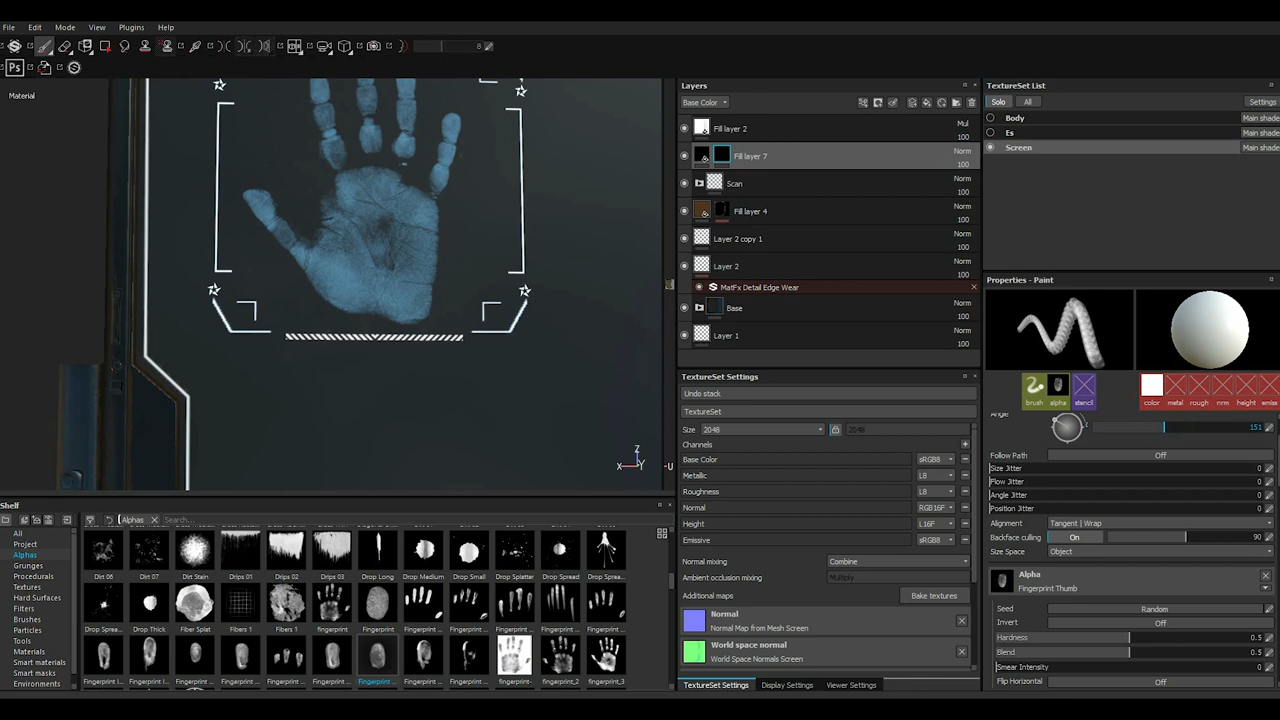 File Edit Mode View Plugins Help
8
Ps
Material
Layers
Base Color
Fill layer 2 Mul 100
Fill layer 7 Norm 100
Scan Norm 100
Fill layer 4 Norm 100
Layer 2 copy 1 Norm 100
Layer 2 Norm 100
MatFx Detail Edge Wear
Base Norm 100
Layer 1 Norm 100
TextureSet List
Solo All Settings
Body Main shade
Es Main shade
Screen Main shade
Z
X Y -U
TextureSet Settings
Undo stack
TextureSet
Size 2048 2048
Channels
Base Color sRGB8
Metallic L8
Roughness L8
Normal RGB16F
Height L16F
Emissive sRGB8
Normal mixing Combine
Ambient occlusion mixing Multiply
Additional maps Bake textures
Normal
Normal Map from Mesh Screen
World space normal
World Space Normals Screen
TextureSet Settings Display Settings Viewer Settings
Properties - Paint
brush alpha stencil color metal rough nrm height emiss
Angle 151
Follow Path Off
Size Jitter 0
Flow Jitter 0
Angle Jitter 0
Position Jitter 0
Alignment Tangent | Wrap
Backface culling On 90
Size Space Object
Alpha
Fingerprint Thumb
Seed Random
Invert Off
Hardness 0.5
Blend 0.5
Smear Intensity 0
Flip Horizontal Off
Shelf
Alphas Search...
All
Project
Alphas
Grunges
Procedurals
Textures
Hard Surfaces
Filters
Brushes
Particles
Tools
Materials
Smart materials
Smart masks
Environments
Dirt 06 Dirt 07 Dirt Stain Drips 01 Drips 02 Drips 03 Drop Long Drop Medium Drop Small Drop Splatter Drop Spread Drop Sprea...
Drop Sprea... Drop Thick Fiber Splat Fibers 1 Fibers 1 fingerprint Fingerprint Fingerprint ... Fingerprint ... Fingerprint ... Fingerprint ... Fingerprint ...
Fingerprint I... Fingerprint ... Fingerprint ... Fingerprint ... Fingerprint ... Fingerprint ... Fingerprint ... Fingerprint ... Fingerprint ... fingerprint- fingerprint_2 fingerprint_3